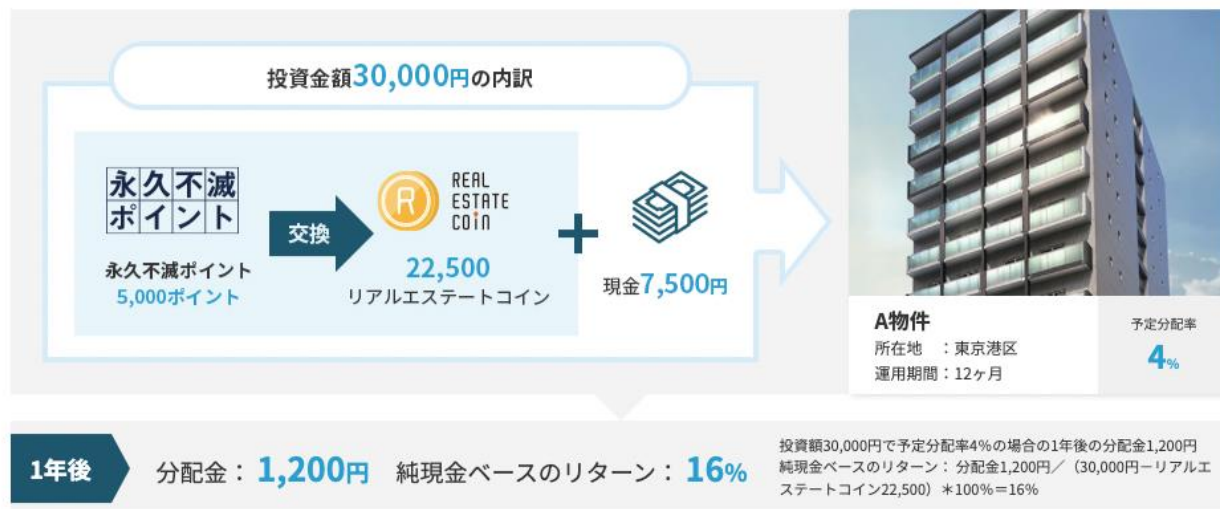 投資金額30,000円の内訳
永久不滅
ポイント
交換
REAL
ESTATE
COIN
永久不滅ポイント
5,000ポイント
22,500
リアルエステートコイン
+
現金7,500円
A物件
所在地 ：東京港区
運用期間：12ヶ月
予定分配率
4%
1年後
分配金： 1,200円 純現金ベースのリターン： 16%
投資額30,000円で予定分配率4%の場合の1年後の分配金1,200円
純現金ベースのリターン： 分配金1,200円／（30,000円ーリアルエ
ステートコイン22,500）＊100%＝16%